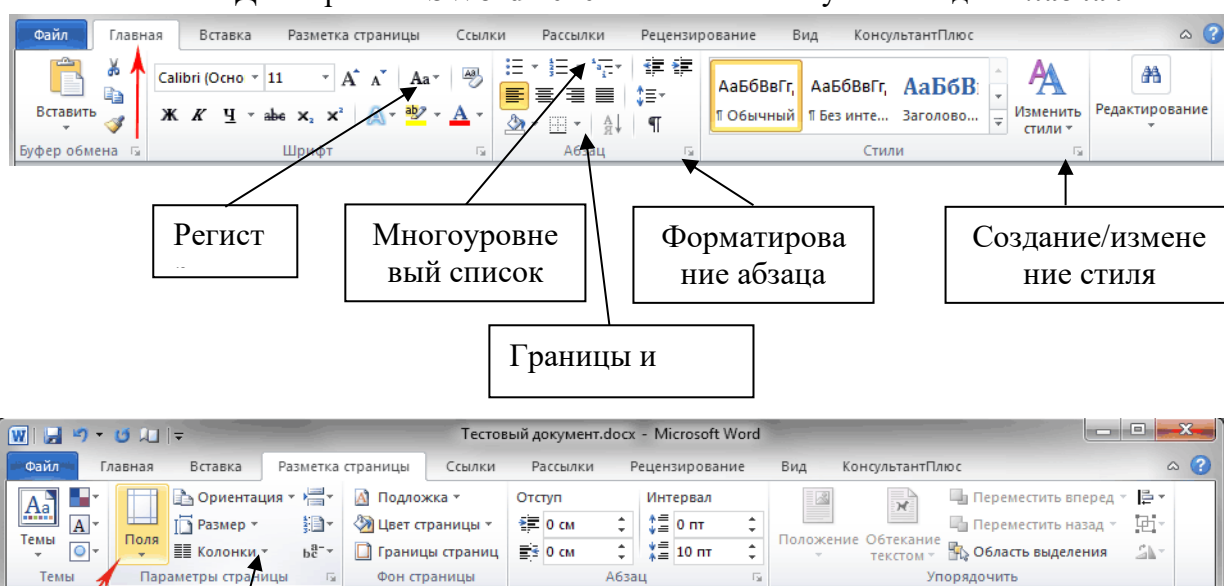 Файл Главная Вставка Разметка страницы Ссылки Рассылки Рецензирование Вид КонсультантПлюс
Calibri (Осно 11 Аа
Вставить
Ж К Ч abc x₂ x² ab A
АаБбВвГг, АаБбВвГг, АаБбВ
¶ Обычный ¶ Без инте... Заголово...
Изменить стили
Редактирование
Буфер обмена Шрифт Абзац Стили
Регист
Многоуровне
вый список
Форматирова
ние абзаца
Создание/измене
ние стиля
Границы и
Тестовый документ.docx - Microsoft Word
Файл Главная Вставка Разметка страницы Ссылки Рассылки Рецензирование Вид КонсультантПлюс
Темы
Поля
Ориентация
Размер
Колонки
Подложка
Цвет страницы
Границы страниц
Отступ
0 см
0 см
Интервал
0 пт
10 пт
Положение
Обтекание
текстом
Переместить вперед
Переместить назад
Область выделения
Темы Параметры страницы Фон страницы Абзац Упорядочить